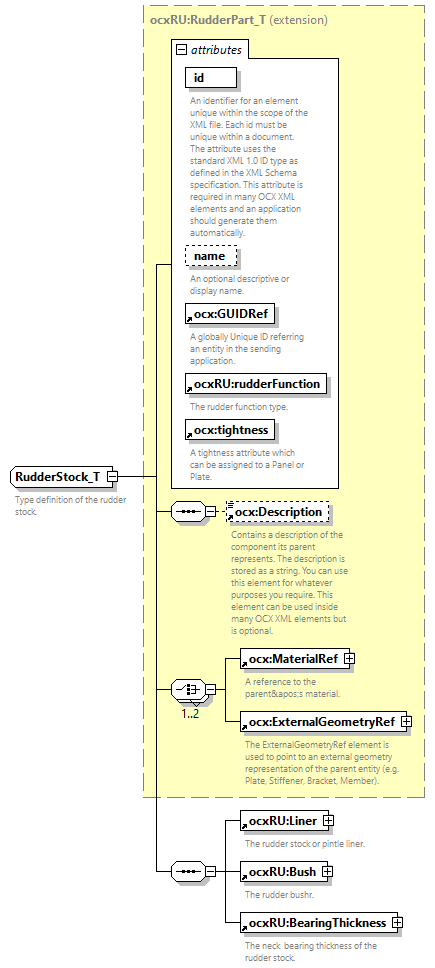 ocxRU:RudderPart_T (extension)
attributes
id
An identifier for an element
unique within the scope of the
XML file. Each id must be
unique within a document.
The attribute uses the
standard XML 1.0 ID type as
defined in the XML Schema
specification. This attribute is
required in many OCX XML
elements and an application
should generate them
automatically.
name
An optional descriptive or
display name.
ocx:GUIDRef
A globally Unique ID referring
an entity in the sending
application.
ocxRU:rudderFunction
The rudder function type.
ocx:tightness
A tightness attribute which
can be assigned to a Panel or
Plate.
RudderStock_T
Type definition of the rudder
stock.
ocx:Description
Contains a description of the
component its parent
represents. The description is
stored as a string. You can use
this element for whatever
purposes you require. This
element can be used inside
many OCX XML elements but
is optional.
ocx:MaterialRef
A reference to the
parent&apos;s material.
1..2
ocx:ExternalGeometryRef
The ExternalGeometryRef element is
used to point to an external geometry
representation of the parent entity (e.g.
Plate, Stiffener, Bracket, Member).
ocxRU:Liner
The rudder stock or pintle liner.
ocxRU:Bush
The rudder bushr.
ocxRU:BearingThickness
The neck bearing thickness of the
rudder stock.